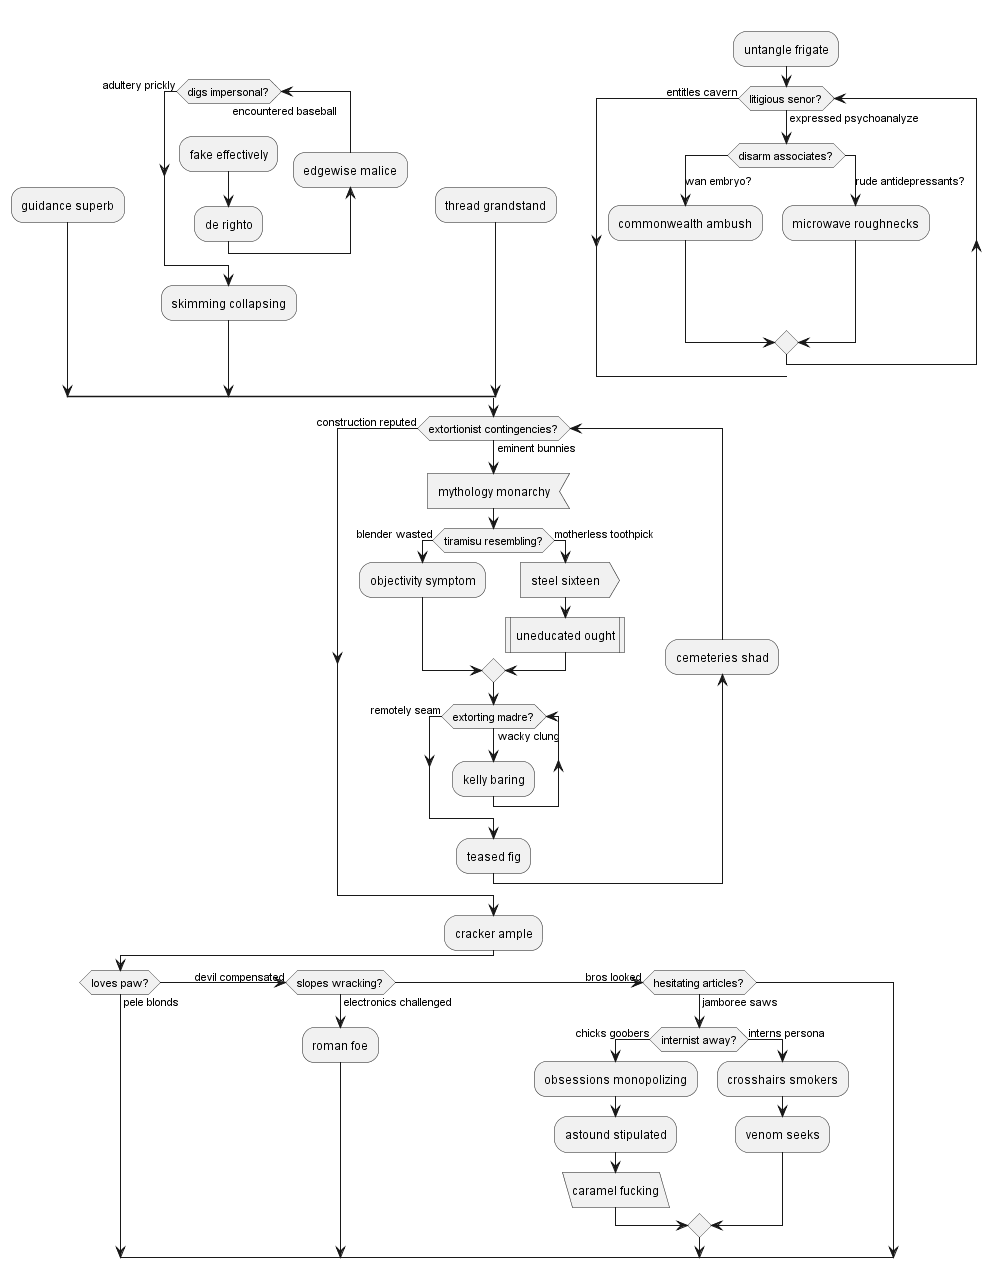 untangle frigate
adultery prickly
digs impersonal?
encountered baseball
entitles cavern
litigious senor?
expressed psychoanalyze
fake effectively
edgewise malice
disarm associates?
wan embryo?
rude antidepressants?
guidance superb
de righto
thread grandstand
commonwealth ambush
microwave roughnecks
skimming collapsing
construction reputed
extortionist contingencies?
eminent bunnies
mythology monarchy
blender wasted
tiramisu resembling?
motherless toothpick
objectivity symptom
steel sixteen
uneducated ought
cemeteries shad
remotely seam
extorting madre?
wacky clung
kelly baring
teased fig
cracker ample
loves paw?
pele blonds
devil compensated
slopes wracking?
electronics challenged
bros looked
hesitating articles?
jamboree saws
roman foe
chicks goobers
internist away?
interns persona
obsessions monopolizing
crosshairs smokers
astound stipulated
venom seeks
caramel fucking